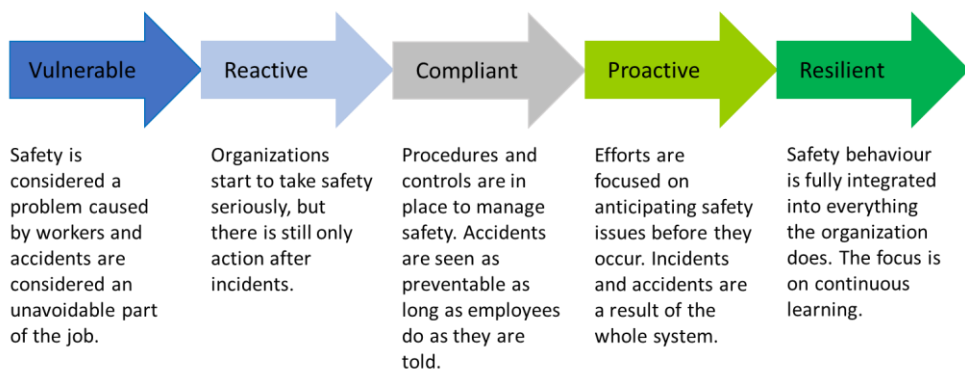 Vulnerable
Reactive
Compliant
Proactive
Resilient
Safety is
considered a
problem caused
by workers and
accidents are
considered an
unavoidable part
of the job.
Organizations
start to take safety
seriously, but
there is still only
action after
incidents.
Procedures and
controls are in
place to manage
safety. Accidents
are seen as
preventable as
long as employees
do as they are
told.
Efforts are
focused on
anticipating safety
issues before they
occur. Incidents
and accidents are
a result of the
whole system.
Safety behaviour
is fully integrated
into everything
the organization
does. The focus is
on continuous
learning.